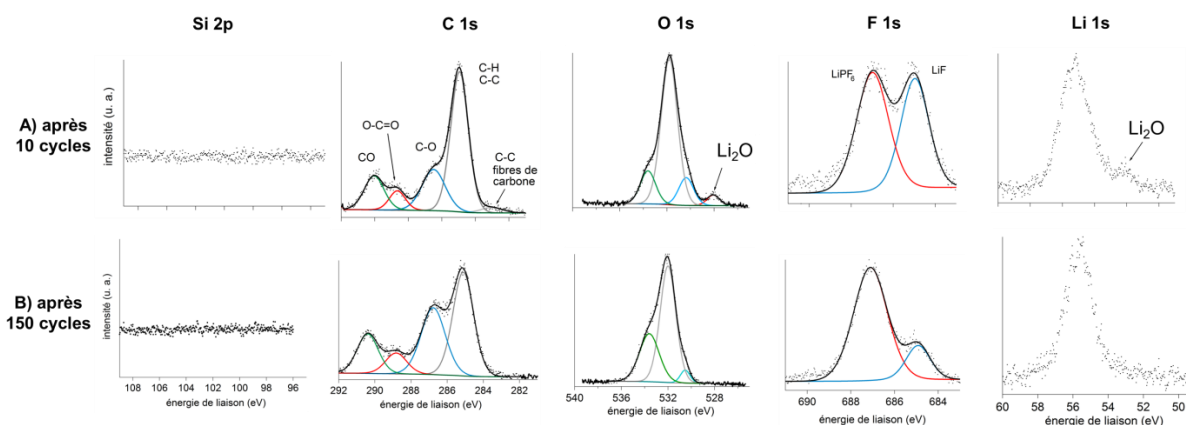 Si 2p
C 1s
O 1s
F 1s
Li 1s
A) après
10 cycles
intensité (u. a.)
CO
O-C=O
C-O
C-H
C-C
C-C
fibres de
carbone
Li2O
LiPF6
LiF
Li2O
B) après
150 cycles
intensité (u. a.)
108 106 104 102 100 98 96
énergie de liaison (eV)
292 290 288 286 284 282
énergie de liaison (eV)
540 536 532 528
énergie de liaison (eV)
690 688 686 684
énergie de liaison (eV)
60 58 56 54 52 50
énergie de liaison (eV)